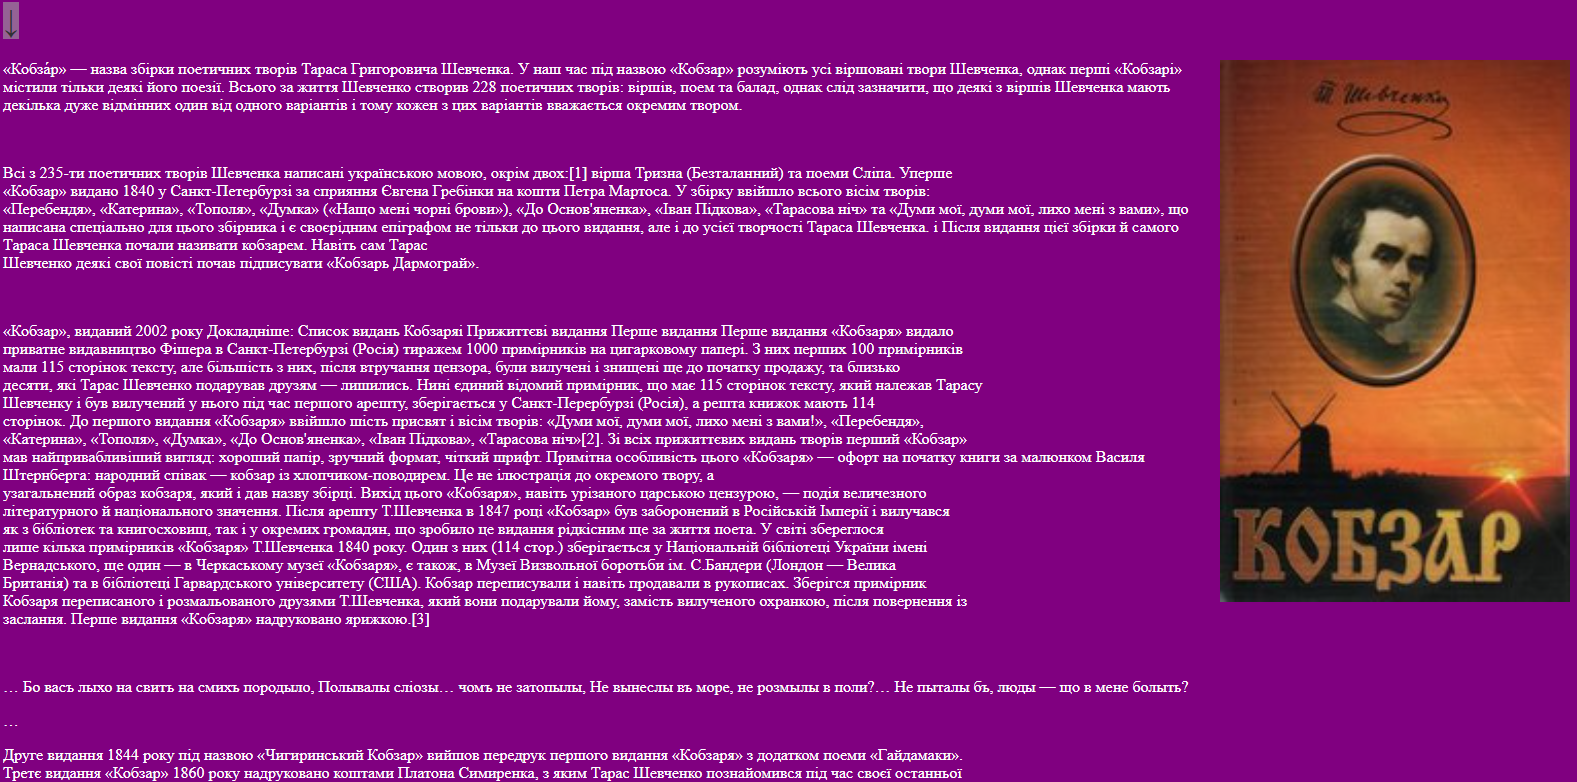 ↓
«Кобза́р» — назва збірки поетичних творів Тараса Григоровича Шевченка. У наш час під назвою «Кобзар» розуміють усі віршовані твори Шевченка, однак перші «Кобзарі»
містили тільки деякі його поезії. Всього за життя Шевченко створив 228 поетичних творів: віршів, поем та балад, однак слід зазначити, що деякі з віршів Шевченка мають
декілька дуже відмінних один від одного варіантів і тому кожен з цих варіантів вважається окремим твором.
Всі з 235-ти поетичних творів Шевченка написані українською мовою, окрім двох:[1] вірша Тризна (Безталанний) та поеми Сліпа. Уперше
«Кобзар» видано 1840 у Санкт-Петербурзі за сприяння Євгена Гребінки на кошти Петра Мартоса. У збірку ввійшло всього вісім творів:
«Перебендя», «Катерина», «Тополя», «Думка» («Нащо мені чорні брови»), «До Основ'яненка», «Іван Підкова», «Тарасова ніч» та «Думи мої, думи мої, лихо мені з вами», що
написана спеціально для цього збірника і є своєрідним епіграфом не тільки до цього видання, але і до усієї творчості Тараса Шевченка. і Після видання цієї збірки й самого
Тараса Шевченка почали називати кобзарем. Навіть сам Тарас
Шевченко деякі свої повісті почав підписувати «Кобзарь Дармограй».
«Кобзар», виданий 2002 року Докладніше: Список видань Кобзаряі Прижиттєві видання Перше видання Перше видання «Кобзаря» видало
приватне видавництво Фішера в Санкт-Петербурзі (Росія) тиражем 1000 примірників на цигарковому папері. З них перших 100 примірників
мали 115 сторінок тексту, але більшість з них, після втручання цензора, були вилучені і знищені ще до початку продажу, та близько
десяти, які Тарас Шевченко подарував друзям — лишились. Нині єдиний відомий примірник, що має 115 сторінок тексту, який належав Тарасу
Шевченку і був вилучений у нього під час першого арешту, зберігається у Санкт-Перербурзі (Росія), а решта книжок мають 114
сторінок. До першого видання «Кобзаря» ввійшло шість присвят і вісім творів: «Думи мої, думи мої, лихо мені з вами!», «Перебендя»,
«Катерина», «Тополя», «Думка», «До Основ'яненка», «Іван Підкова», «Тарасова ніч»[2]. Зі всіх прижиттєвих видань творів перший «Кобзар»
мав найпривабливіший вигляд: хороший папір, зручний формат, чіткий шрифт. Примітна особливість цього «Кобзаря» — офорт на початку книги за малюнком Василя
Штернберга: народний співак — кобзар із хлопчиком-поводирем. Це не ілюстрація до окремого твору, а
узагальнений образ кобзаря, який і дав назву збірці. Вихід цього «Кобзаря», навіть урізаного царською цензурою, — подія величезного
літературного й національного значення. Після арешту Т.Шевченка в 1847 році «Кобзар» був заборонений в Російській Імперії і вилучався
як з бібліотек та книгосховищ, так і у окремих громадян, що зробило це видання рідкісним ще за життя поета. У світі збереглося
лише кілька примірників «Кобзаря» Т.Шевченка 1840 року. Один з них (114 стор.) зберігається у Національній бібліотеці України імені
Вернадського, ще один — в Черкаському музеї «Кобзаря», є також, в Музеї Визвольної боротьби ім. С.Бандери (Лондон — Велика
Британія) та в бібліотеці Гарвардського університету (США). Кобзар переписували і навіть продавали в рукописах. Зберігся примірник
Кобзаря переписаного і розмальованого друзями Т.Шевченка, який вони подарували йому, замість вилученого охранкою, після повернення із
заслання. Перше видання «Кобзаря» надруковано ярижкою.[3]
… Бо васъ лыхо на свитъ на смихъ породыло, Полывалы сліозы… чомъ не затопылы, Не вынеслы въ море, не розмылы в поли?… Не пыталы бъ, люды — що в мене болыть?
…
Друге видання 1844 року під назвою «Чигиринський Кобзар» вийшов передрук першого видання «Кобзаря» з додатком поеми «Гайдамаки».
Третє видання «Кобзар» 1860 року надруковано коштами Платона Симиренка, з яким Тарас Шевченко познайомився під час своєї останньої
Т Шевченко
КОБЗАР